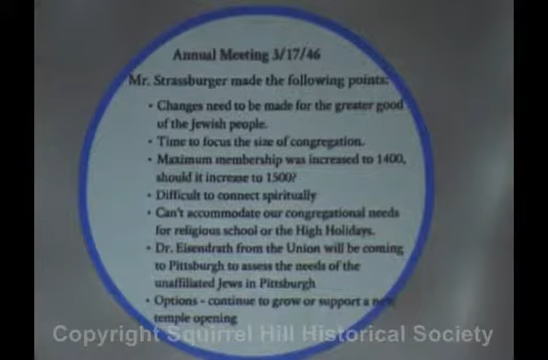 Annual Meeting 3/17/46
Mr. Strassburger made the following points:
• Changes need to be made for the greater good
of the Jewish people.
• Time to focus the size of congregation.
• Maximum membership was increased to 1400,
should it increase to 1500?
• Difficult to connect spiritually
• Can't accommodate our congregational needs
for religious school or the High Holidays.
• Dr. Eisendrath from the Union will be coming
to Pittsburgh to assess the needs of the
unaffiliated Jews in Pittsburgh
• Options - continue to grow or support a new
temple opening
Copyright Squirrel Hill Historical Society